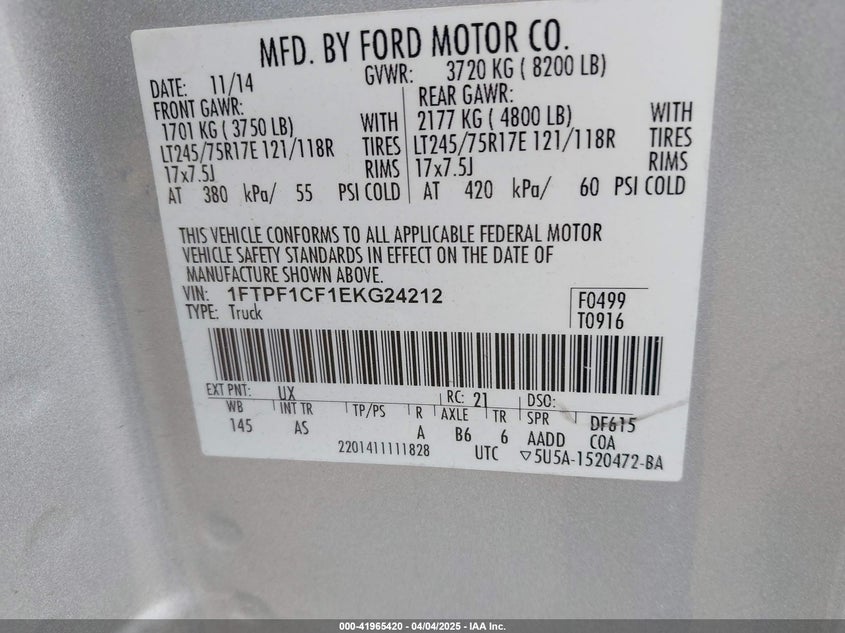 MFD. BY FORD MOTOR CO.
DATE: 11/14 GVWR: 3720 KG ( 8200 LB)
FRONT GAWR: REAR GAWR:
1701 KG ( 3750 LB) WITH 2177 KG ( 4800 LB) WITH
LT245/75R17E 121/118R TIRES LT245/75R17E 121/118R TIRES
17x7.5J RIMS 17x7.5J RIMS
AT 380 kPa/ 55 PSI COLD AT 420 kPa/ 60 PSI COLD
THIS VEHICLE CONFORMS TO ALL APPLICABLE FEDERAL MOTOR
VEHICLE SAFETY STANDARDS IN EFFECT ON THE DATE OF
MANUFACTURE SHOWN ABOVE.
VIN: 1FTPF1CF1EKG24212 F0499
TYPE: Truck T0916
EXT PNT: UX RC: 21 DSO:
WB INT TR TP/PS R AXLE TR SPR DF615
145 AS A B6 6 AADD COA
2201411111828 UTC ▽5U5A-1520472-BA
000-41965420 - 04/04/2025 - IAA Inc.